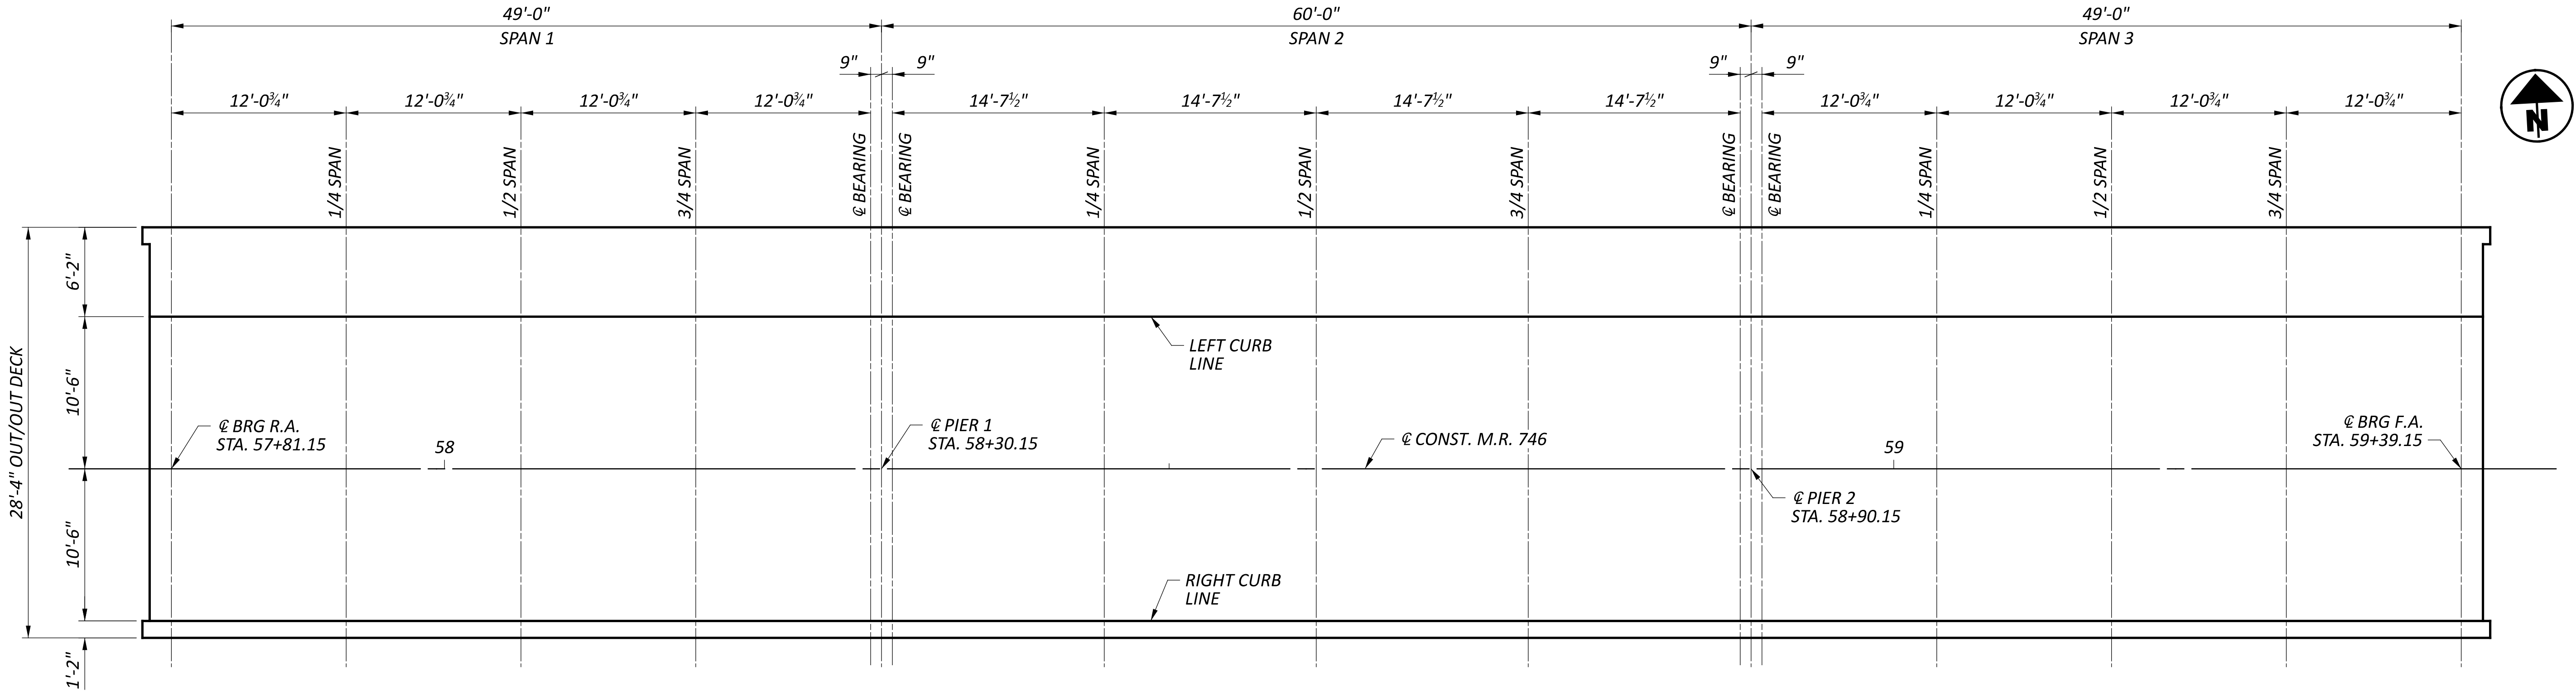 49'-0" 60'-0" 49'-0"
SPAN 1 SPAN 2 SPAN 3
9" 9" 9" 9"
12'-0¾" 12'-0¾" 12'-0¾" 12'-0¾" 14'-7½" 14'-7½" 14'-7½" 14'-7½" 12'-0¾" 12'-0¾" 12'-0¾" 12'-0¾"
N
1/4 SPAN
1/2 SPAN
3/4 SPAN
℄ BEARING
℄ BEARING
1/4 SPAN
1/2 SPAN
3/4 SPAN
℄ BEARING
℄ BEARING
1/4 SPAN
1/2 SPAN
3/4 SPAN
28'-4" OUT/OUT DECK
6'-2"
10'-6"
10'-6"
1'-2"
LEFT CURB
LINE
℄ BRG R.A.
STA. 57+81.15
58
℄ PIER 1
STA. 58+30.15
℄ CONST. M.R. 746
59
℄ BRG F.A.
STA. 59+39.15
℄ PIER 2
STA. 58+90.15
RIGHT CURB
LINE